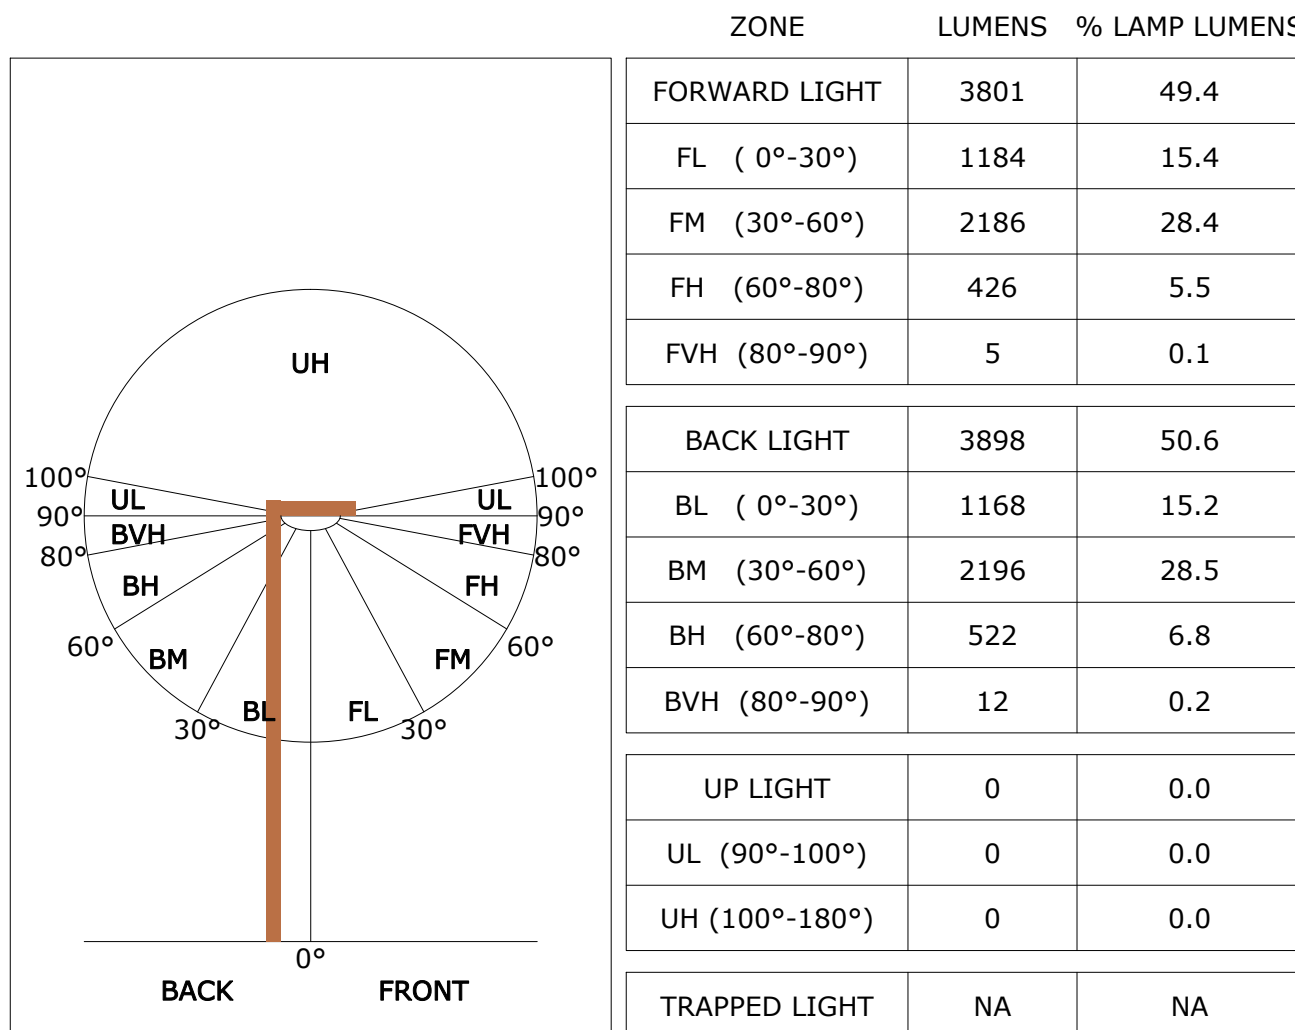 ZONE LUMENS % LAMP LUMENS
FORWARD LIGHT 3801 49.4
FL ( 0°-30°) 1184 15.4
FM (30°-60°) 2186 28.4
FH (60°-80°) 426 5.5
FVH (80°-90°) 5 0.1
BACK LIGHT 3898 50.6
BL ( 0°-30°) 1168 15.2
BM (30°-60°) 2196 28.5
BH (60°-80°) 522 6.8
BVH (80°-90°) 12 0.2
UP LIGHT 0 0.0
UL (90°-100°) 0 0.0
UH (100°-180°) 0 0.0
TRAPPED LIGHT NA NA
UH
100° 100°
UL UL
90° 90°
BVH FVH
80° 80°
BH FH
60° 60°
BM FM
BL FL
30° 30°
0°
BACK FRONT